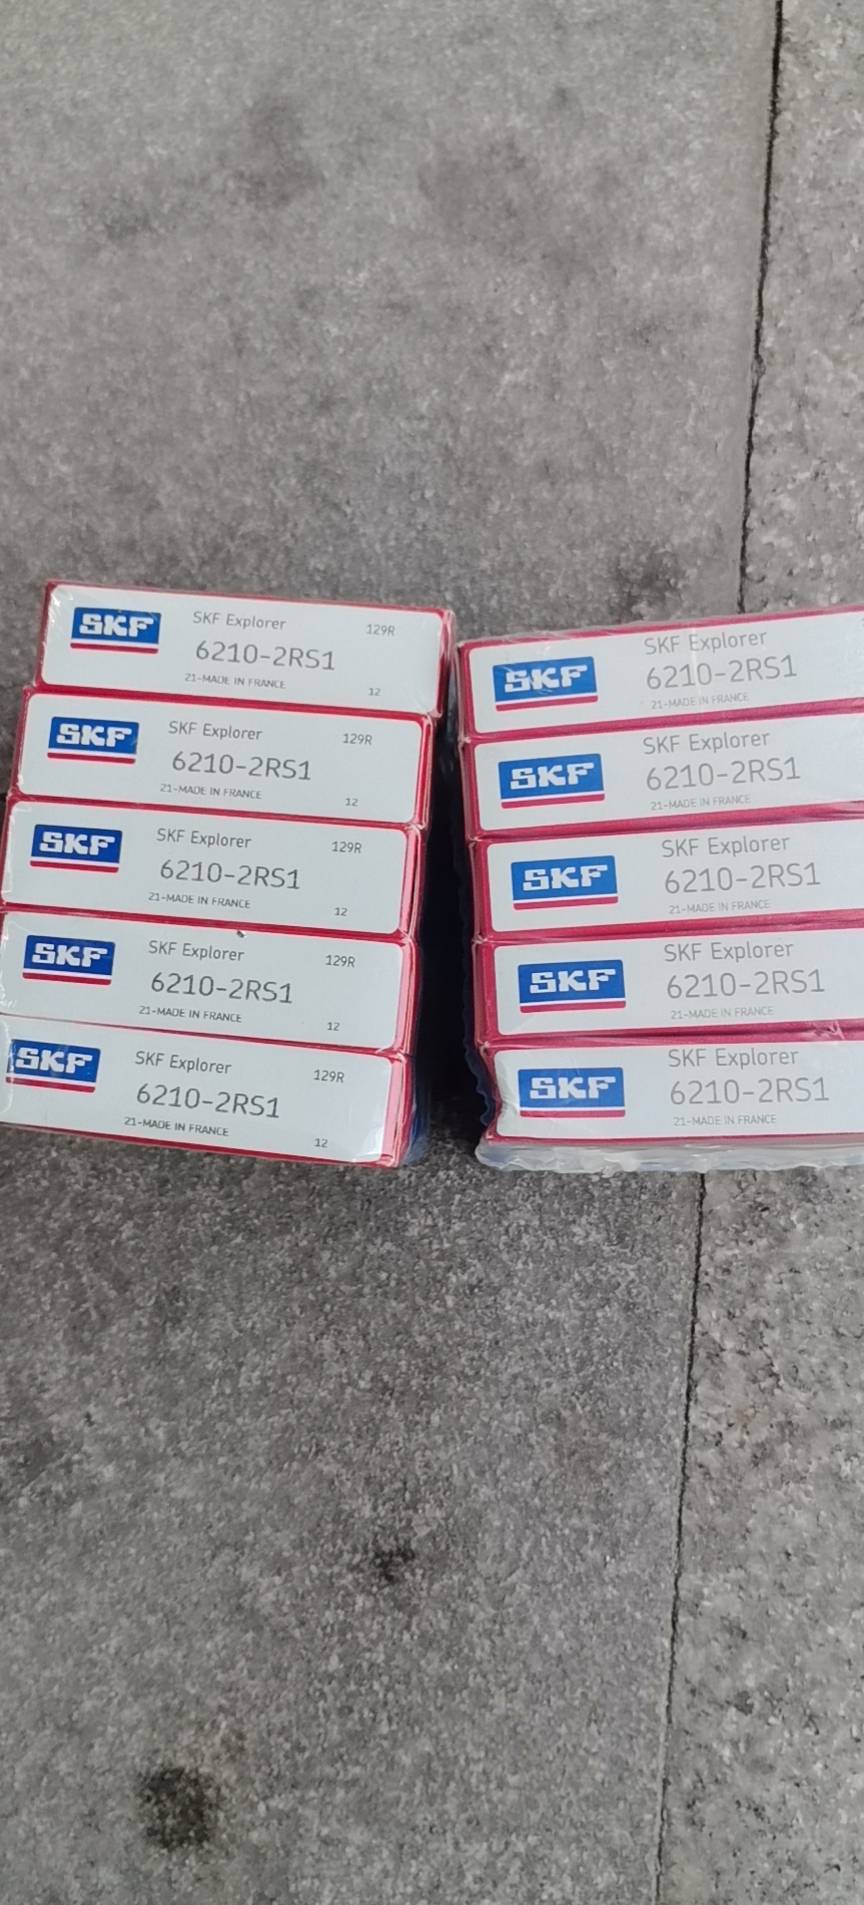 SKF
SKF Explorer
129R
6210-2RS1
21-MADE IN FRANCE
12
SKF
SKF Explorer
129R
6210-2RS1
21-MADE IN FRANCE
12
SKF
SKF Explorer
129R
6210-2RS1
21-MADE IN FRANCE
12
SKF
SKF Explorer
129R
6210-2RS1
21-MADE IN FRANCE
12
SKF
SKF Explorer
129R
6210-2RS1
21-MADE IN FRANCE
12
SKF
SKF Explorer
6210-2RS1
21-MADE IN FRANCE
SKF
SKF Explorer
6210-2RS1
21-MADE IN FRANCE
SKF
SKF Explorer
6210-2RS1
21-MADE IN FRANCE
SKF
SKF Explorer
6210-2RS1
21-MADE IN FRANCE
SKF
SKF Explorer
6210-2RS1
21-MADE IN FRANCE